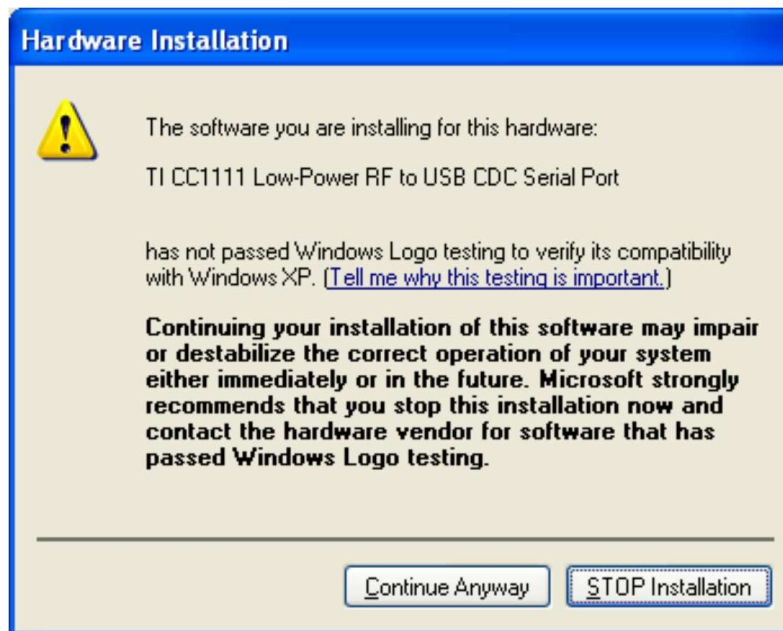 Hardware Installation
The software you are installing for this hardware:
TI CC1111 Low-Power RF to USB CDC Serial Port
has not passed Windows Logo testing to verify its compatibility
with Windows XP. (Tell me why this testing is important.)
Continuing your installation of this software may impair
or destabilize the correct operation of your system
either immediately or in the future. Microsoft strongly
recommends that you stop this installation now and
contact the hardware vendor for software that has
passed Windows Logo testing.
Continue Anyway
STOP Installation